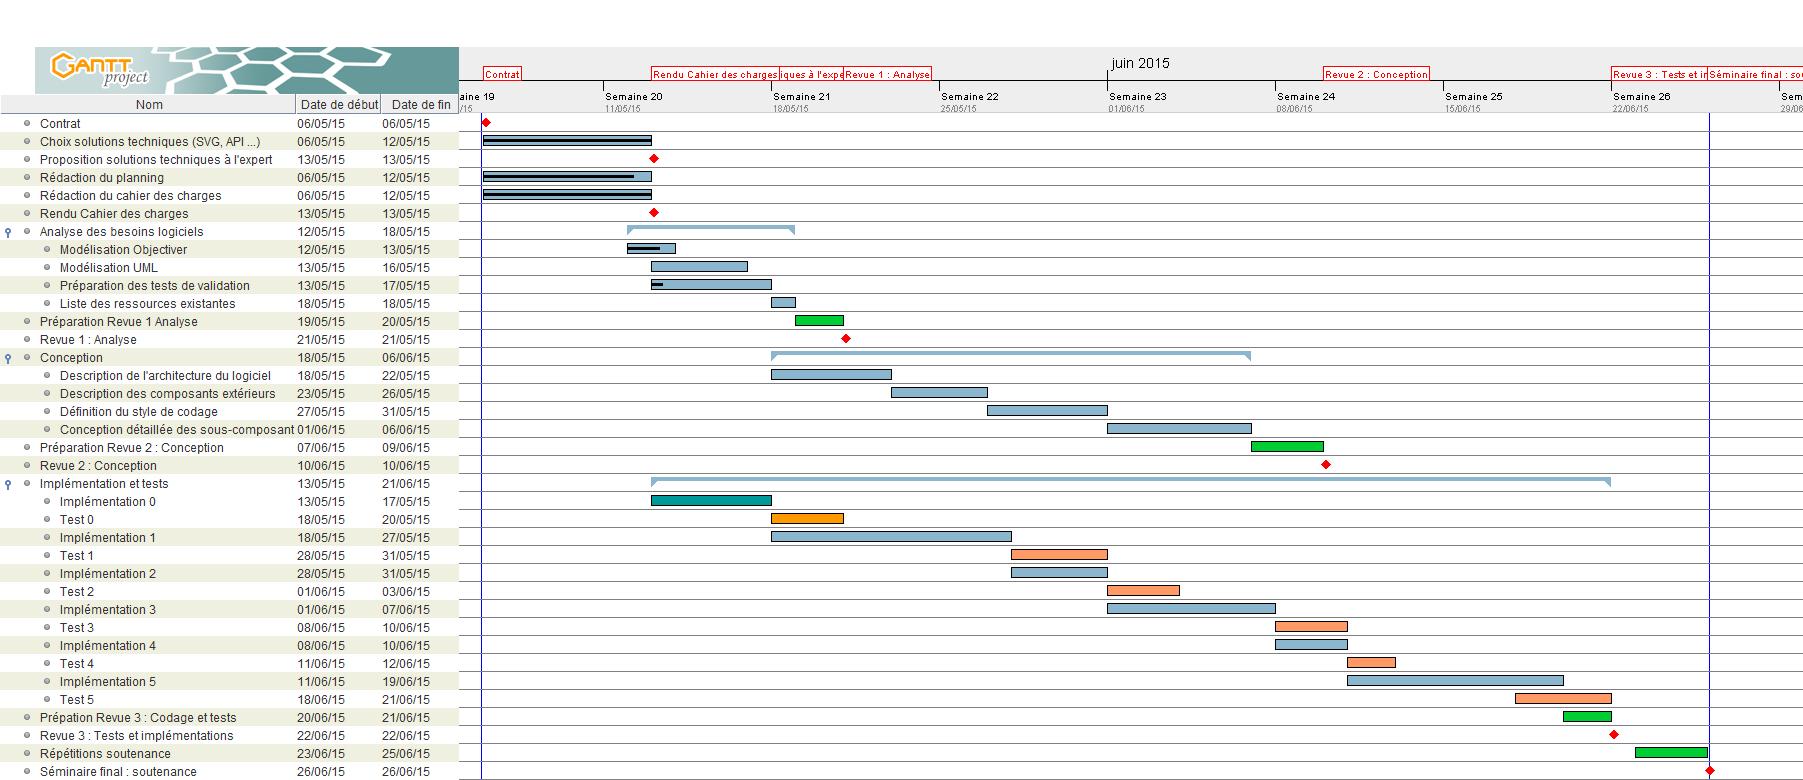 GANTT
project
juin 2015
Contrat
Rendu Cahier des charges
iques à l'expe
Revue 1 : Analyse
Revue 2 : Conception
Revue 3 : Tests et ir
Séminaire final : sou
aine 19
Semaine 20
Semaine 21
Semaine 22
Semaine 23
Semaine 24
Semaine 25
Semaine 26
Sem
/15
11/05/15
18/05/15
25/05/15
01/06/15
08/06/15
15/06/15
22/06/15
29/06
Nom Date de début Date de fin
Contrat 06/05/15 06/05/15
Choix solutions techniques (SVG, API ...) 06/05/15 12/05/15
Proposition solutions techniques à l'expert 13/05/15 13/05/15
Rédaction du planning 06/05/15 12/05/15
Rédaction du cahier des charges 06/05/15 12/05/15
Rendu Cahier des charges 13/05/15 13/05/15
Analyse des besoins logiciels 12/05/15 18/05/15
Modélisation Objectiver 12/05/15 13/05/15
Modélisation UML 13/05/15 16/05/15
Préparation des tests de validation 13/05/15 17/05/15
Liste des ressources existantes 18/05/15 18/05/15
Préparation Revue 1 Analyse 19/05/15 20/05/15
Revue 1 : Analyse 21/05/15 21/05/15
Conception 18/05/15 06/06/15
Description de l'architecture du logiciel 18/05/15 22/05/15
Description des composants extérieurs 23/05/15 26/05/15
Définition du style de codage 27/05/15 31/05/15
Conception détaillée des sous-composant 01/06/15 06/06/15
Préparation Revue 2 : Conception 07/06/15 09/06/15
Revue 2 : Conception 10/06/15 10/06/15
Implémentation et tests 13/05/15 21/06/15
Implémentation 0 13/05/15 17/05/15
Test 0 18/05/15 20/05/15
Implémentation 1 18/05/15 27/05/15
Test 1 28/05/15 31/05/15
Implémentation 2 28/05/15 31/05/15
Test 2 01/06/15 03/06/15
Implémentation 3 01/06/15 07/06/15
Test 3 08/06/15 10/06/15
Implémentation 4 08/06/15 10/06/15
Test 4 11/06/15 12/06/15
Implémentation 5 11/06/15 19/06/15
Test 5 18/06/15 21/06/15
Prépation Revue 3 : Codage et tests 20/06/15 21/06/15
Revue 3 : Tests et implémentations 22/06/15 22/06/15
Répétitions soutenance 23/06/15 25/06/15
Séminaire final : soutenance 26/06/15 26/06/15